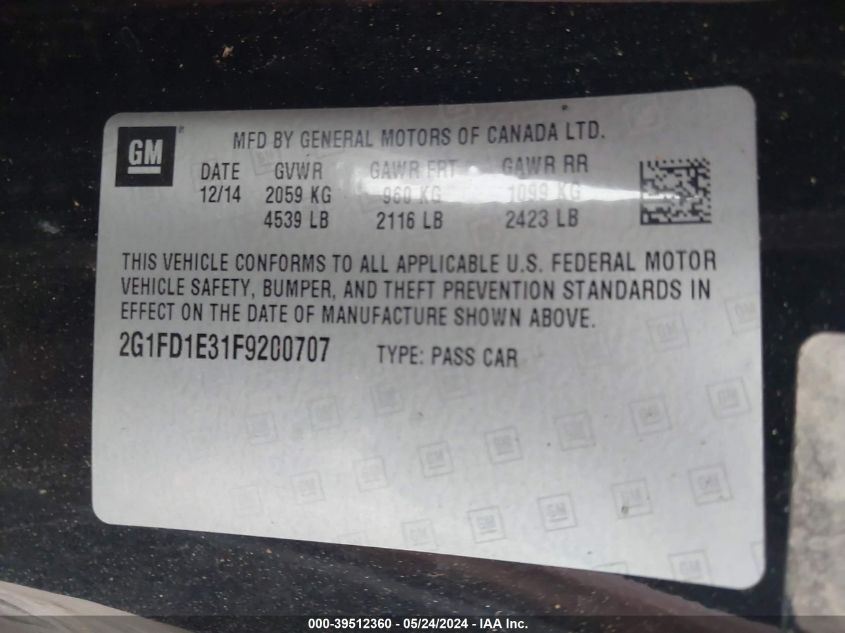 GM
MFD BY GENERAL MOTORS OF CANADA LTD.
DATE GVWR GAWR FRT GAWR RR
12/14 2059 KG 960 KG 1099 KG
4539 LB 2116 LB 2423 LB
THIS VEHICLE CONFORMS TO ALL APPLICABLE U.S. FEDERAL MOTOR
VEHICLE SAFETY, BUMPER, AND THEFT PREVENTION STANDARDS IN
EFFECT ON THE DATE OF MANUFACTURE SHOWN ABOVE.
2G1FD1E31F9200707 TYPE: PASS CAR
000-39512360 - 05/24/2024 - IAA Inc.